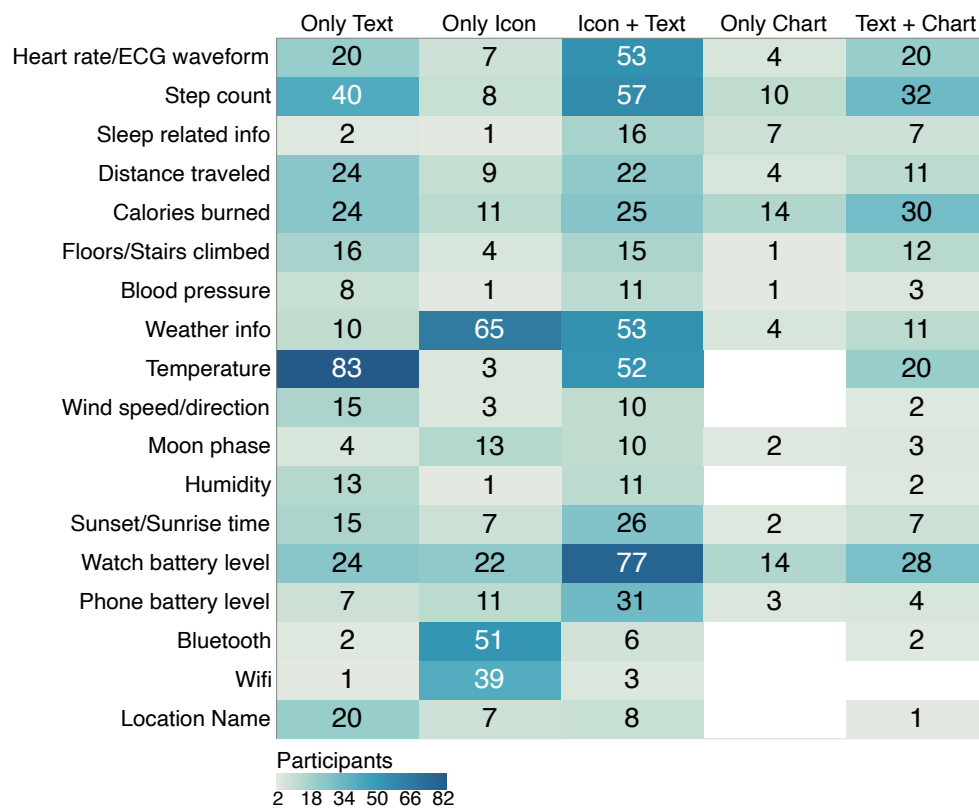 Only Text Only Icon Icon + Text Only Chart Text + Chart
Heart rate/ECG waveform 20 7 53 4 20
Step count 40 8 57 10 32
Sleep related info 2 1 16 7 7
Distance traveled 24 9 22 4 11
Calories burned 24 11 25 14 30
Floors/Stairs climbed 16 4 15 1 12
Blood pressure 8 1 11 1 3
Weather info 10 65 53 4 11
Temperature 83 3 52 20
Wind speed/direction 15 3 10 2
Moon phase 4 13 10 2 3
Humidity 13 1 11 2
Sunset/Sunrise time 15 7 26 2 7
Watch battery level 24 22 77 14 28
Phone battery level 7 11 31 3 4
Bluetooth 2 51 6 2
Wifi 1 39 3
Location Name 20 7 8 1
Participants
2 18 34 50 66 82